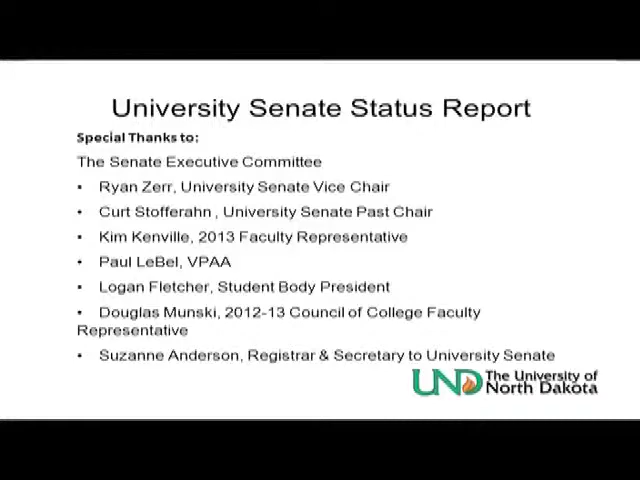 University Senate Status Report
Special Thanks to:
The Senate Executive Committee
• Ryan Zerr, University Senate Vice Chair
• Curt Stofferahn , University Senate Past Chair
• Kim Kenville, 2013 Faculty Representative
• Paul LeBel, VPAA
• Logan Fletcher, Student Body President
• Douglas Munski, 2012-13 Council of College Faculty
Representative
• Suzanne Anderson, Registrar & Secretary to University Senate
UND The University of
North Dakota